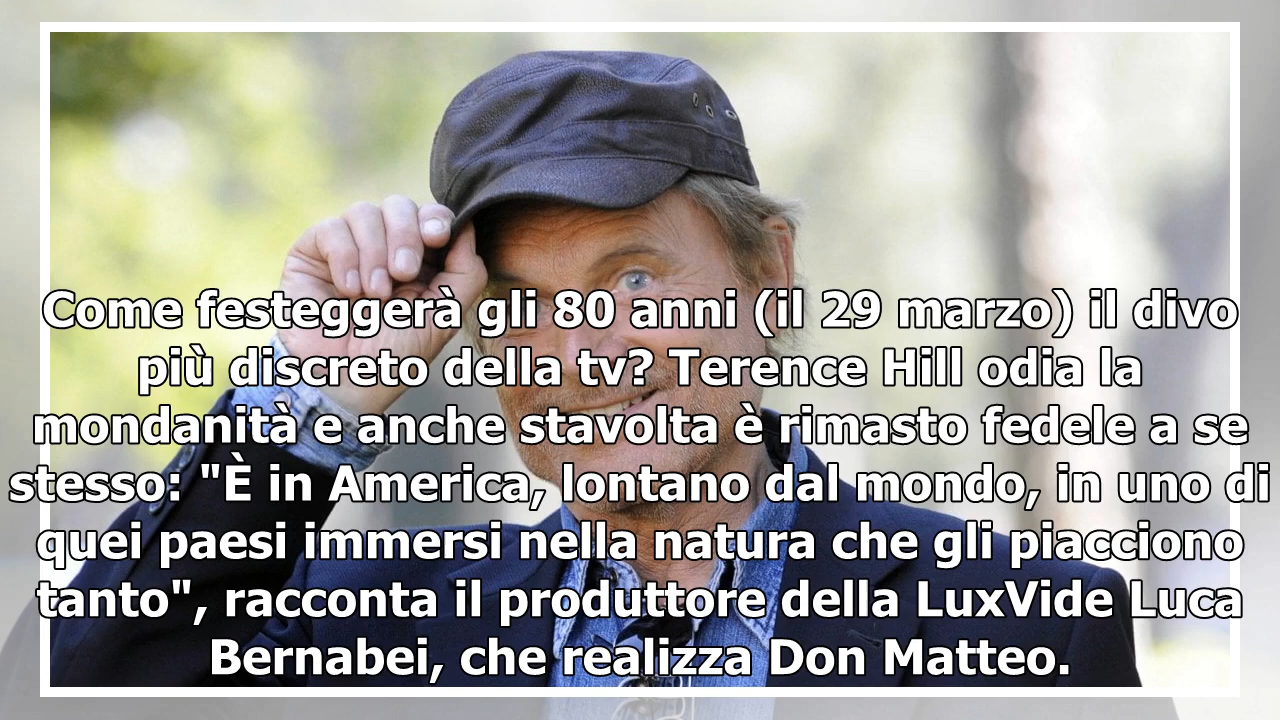 Come festeggerà gli 80 anni (il 29 marzo) il divo
più discreto della tv? Terence Hill odia la
mondanità e anche stavolta è rimasto fedele a se
stesso: "È in America, lontano dal mondo, in uno di
quei paesi immersi nella natura che gli piacciono
tanto", racconta il produttore della LuxVide Luca
Bernabei, che realizza Don Matteo.